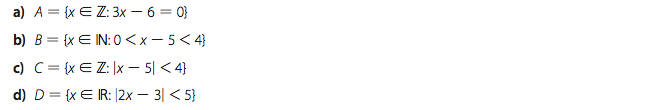 a) A = {x ∈ ℤ: 3x − 6 = 0}
b) B = {x ∈ ℕ: 0 < x − 5 < 4}
c) C = {x ∈ ℤ: |x − 5| < 4}
d) D = {x ∈ ℝ: |2x − 3| < 5}